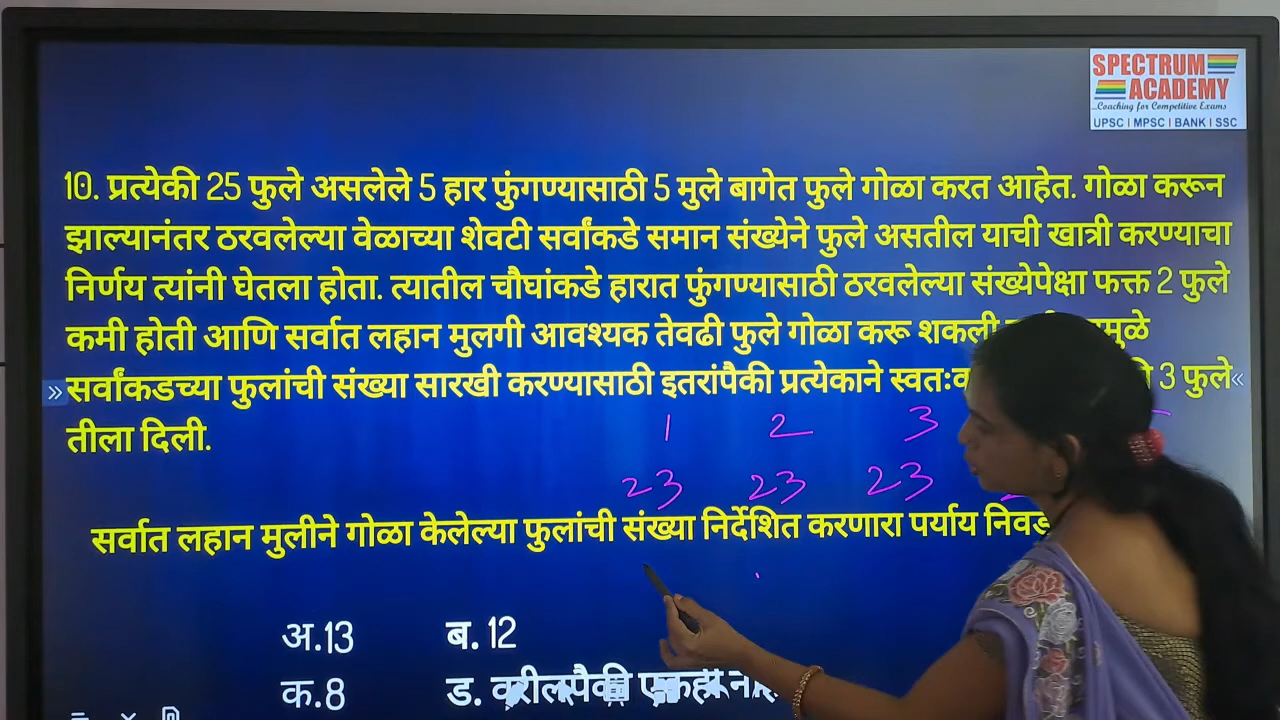 SPECTRUM
ACADEMY
...Coaching for Competitive Exams
UPSC | MPSC | BANK | SSC
10. प्रत्येकी 25 फुले असलेले 5 हार फुंगण्यासाठी 5 मुले बागेत फुले गोळा करत आहेत. गोळा करून
झाल्यानंतर ठरवलेल्या वेळाच्या शेवटी सर्वांकडे समान संख्येने फुले असतील याची खात्री करण्याचा
निर्णय त्यांनी घेतला होता. त्यातील चौघांकडे हारात फुंगण्यासाठी ठरवलेल्या संख्येपेक्षा फक्त 2 फुले
कमी होती आणि सर्वात लहान मुलगी आवश्यक तेवढी फुले गोळा करू शकली
सर्वांकडच्या फुलांची संख्या सारखी करण्यासाठी इतरांपैकी प्रत्येकाने 3 फुले
तीला दिली.
1 2 3
23 23 23
सर्वात लहान मुलीने गोळा केलेल्या फुलांची संख्या निर्देशित करणारा पर्याय
अ.13 ब. 12
क.8 ड. वरीलपैकी एकही